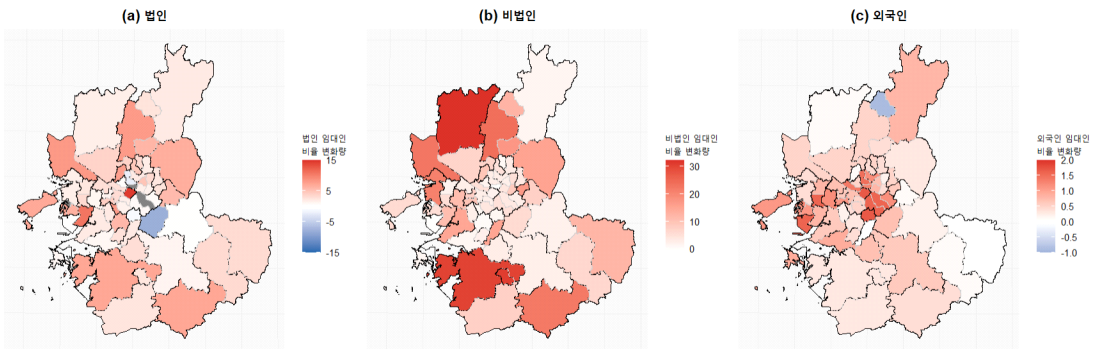 (a) 법인
(b) 비법인
(c) 외국인
법인 임대인
비율 변화량
15
5
-5
-15
비법인 임대인
비율 변화량
30
20
10
0
외국인 임대인
비율 변화량
2.0
1.5
1.0
0.5
0.0
-0.5
-1.0